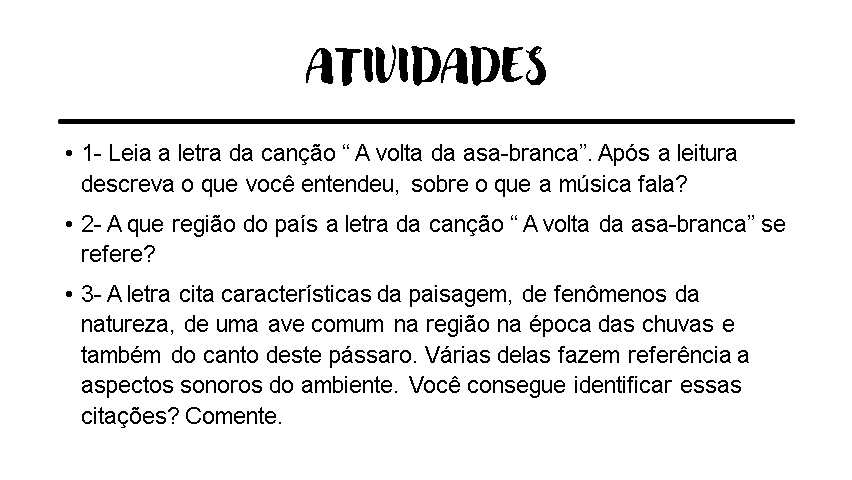 ATIVIDADES
• 1- Leia a letra da canção “ A volta da asa-branca”. Após a leitura
descreva o que você entendeu, sobre o que a música fala?
• 2- A que região do país a letra da canção “ A volta da asa-branca” se
refere?
• 3- A letra cita características da paisagem, de fenômenos da
natureza, de uma ave comum na região na época das chuvas e
também do canto deste pássaro. Várias delas fazem referência a
aspectos sonoros do ambiente. Você consegue identificar essas
citações? Comente.